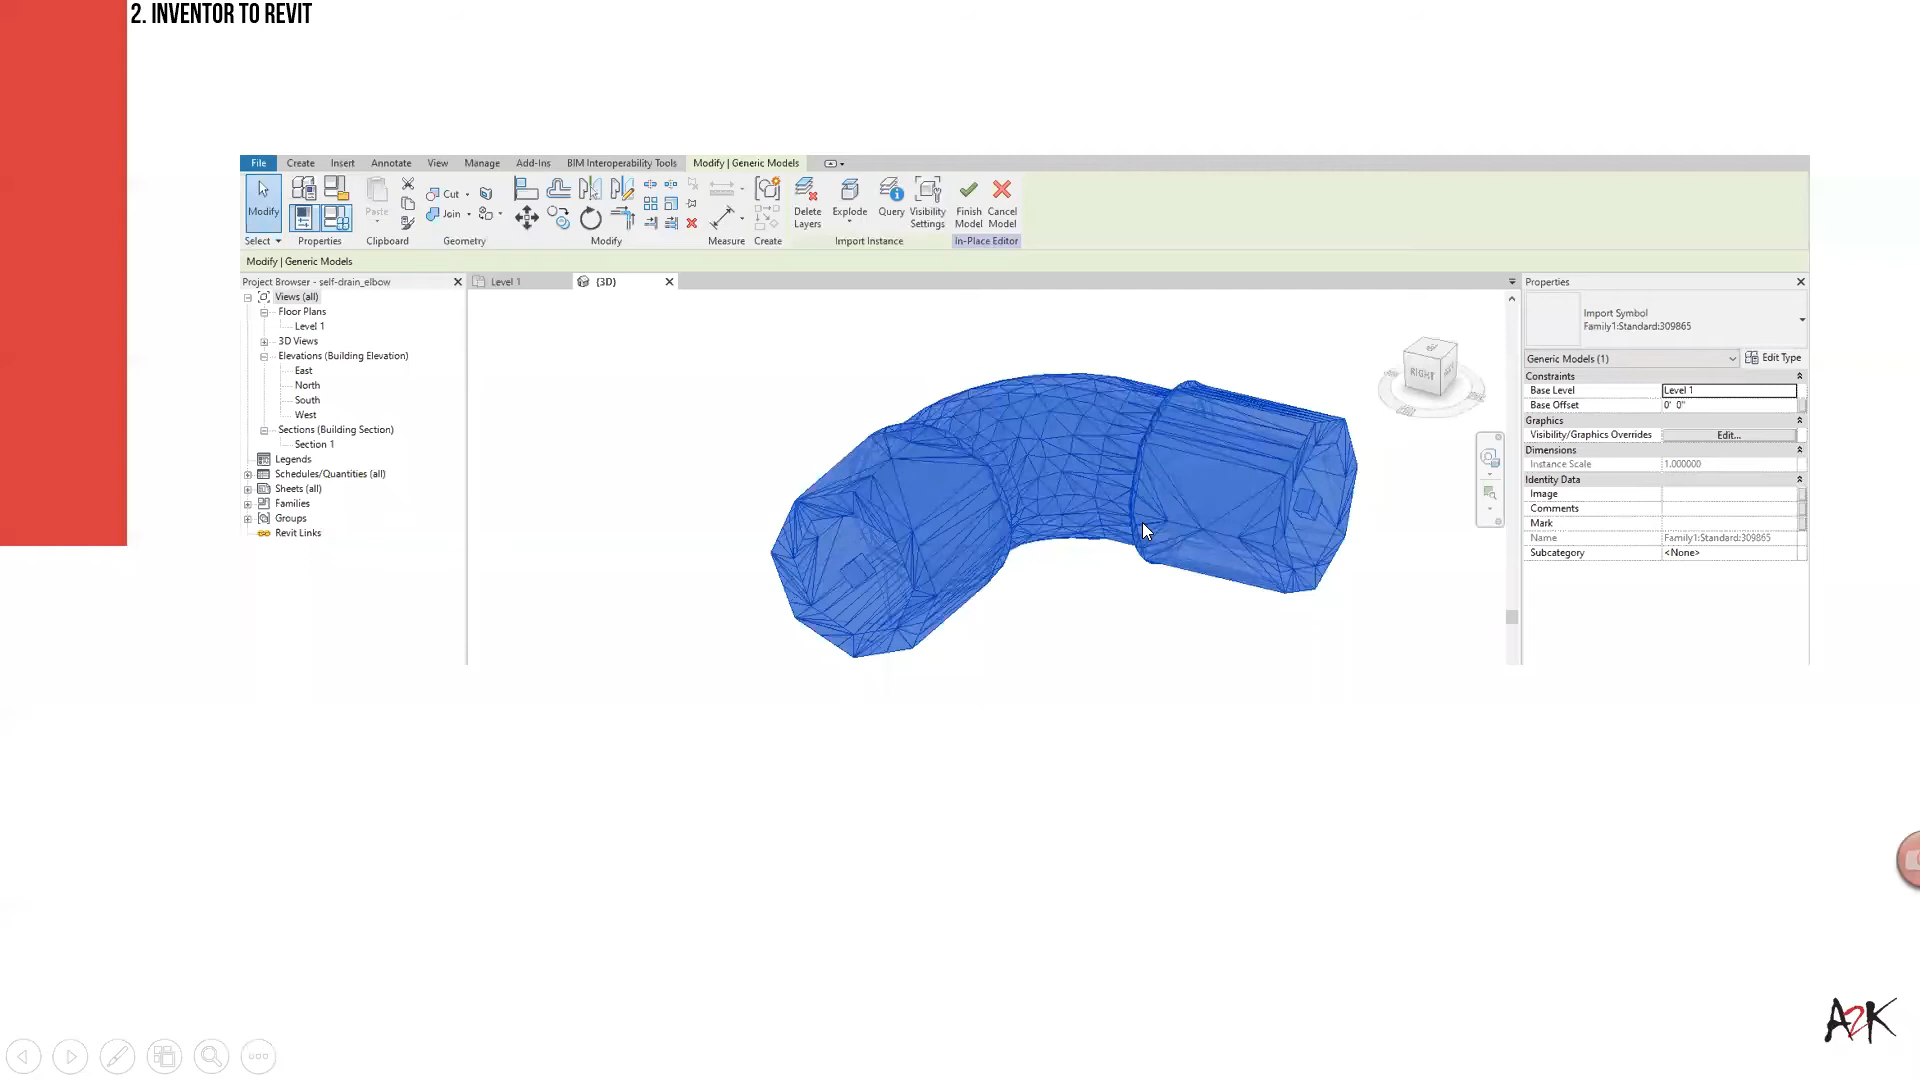 2. INVENTOR TO REVIT
File Create Insert Annotate View Manage Add-Ins BIM Interoperability Tools Modify | Generic Models
Modify
Paste
Cut
Join
Delete Layers
Explode
Query
Visibility Settings
Finish Model
Cancel Model
Select Properties Clipboard Geometry Modify Measure Create Import Instance In-Place Editor
Modify | Generic Models
Project Browser - self-drain_elbow
Level 1
{3D}
Properties
Views (all)
Floor Plans
Level 1
3D Views
Elevations (Building Elevation)
East
North
South
West
Sections (Building Section)
Section 1
Legends
Schedules/Quantities (all)
Sheets (all)
Families
Groups
Revit Links
RIGHT
Import Symbol
Family1:Standard:309865
Generic Models (1) Edit Type
Constraints
Base Level Level 1
Base Offset 0' 0"
Graphics
Visibility/Graphics Overrides Edit...
Dimensions
Instance Scale 1.000000
Identity Data
Image
Comments
Mark
Name Family1:Standard:309865
Subcategory <None>
A2K